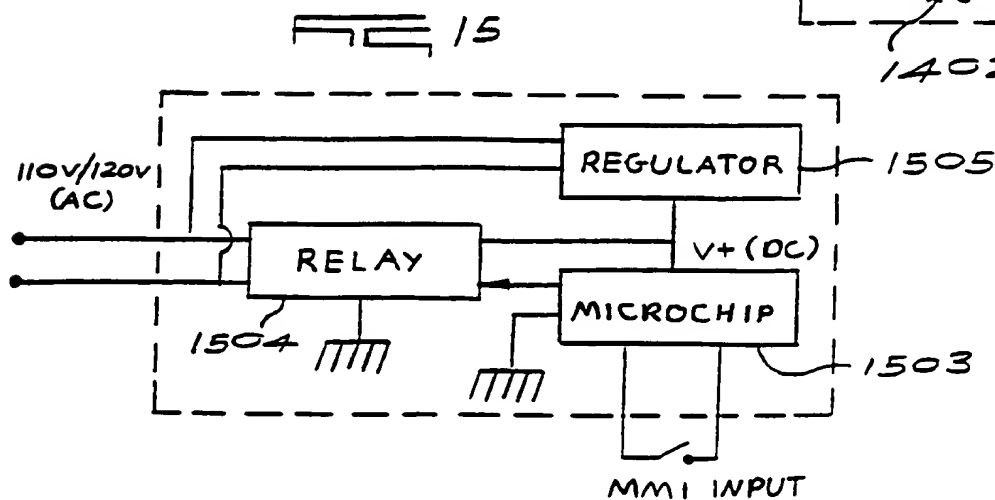 15
1402
110V/120V
(AC)
REGULATOR
1505
RELAY
V+ (DC)
MICROCHIP
1504
1503
MMI INPUT